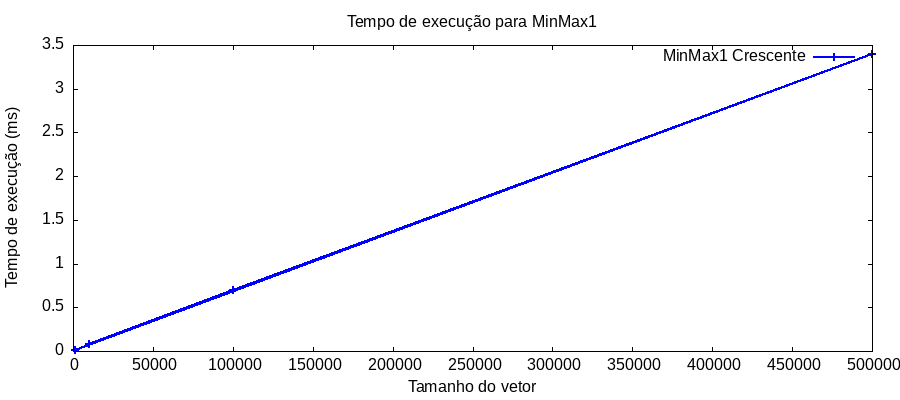 Tempo de execução para MinMax1
3.5
MinMax1 Crescente
3
2.5
2
1.5
1
0.5
0
Tempo de execução (ms)
0 50000 100000 150000 200000 250000 300000 350000 400000 450000 500000
Tamanho do vetor